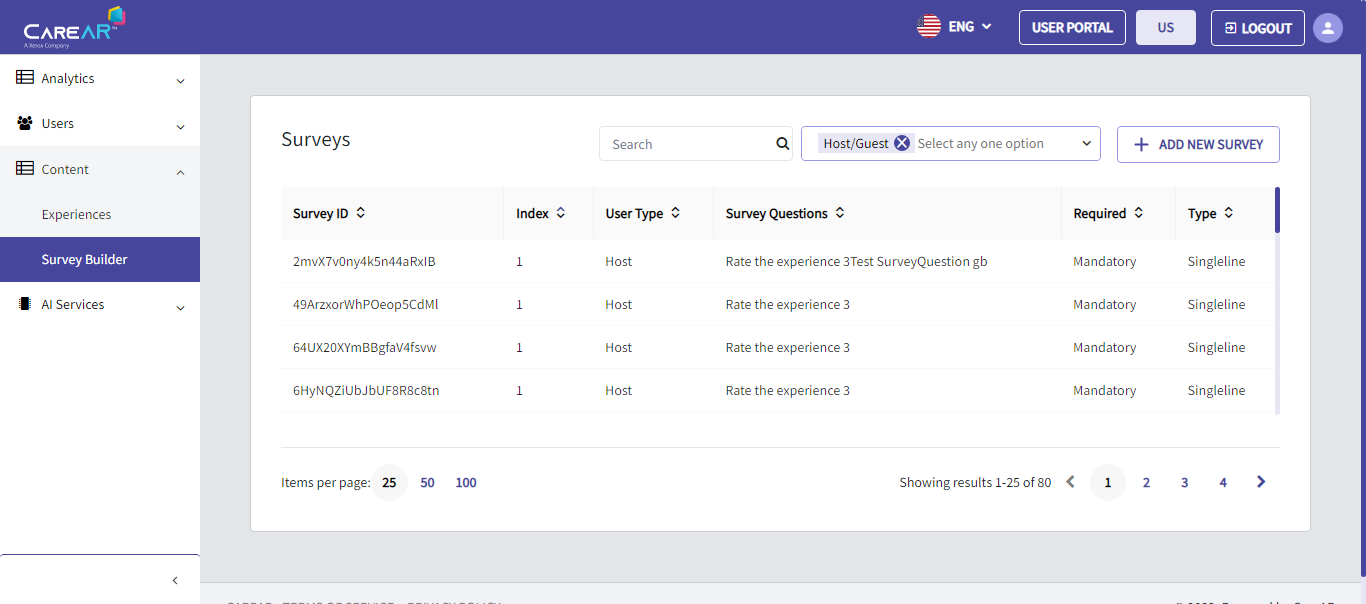 CAREAR™
A Xerox Company
ENG
USER PORTAL
US
LOGOUT
Analytics
Users
Content
Experiences
Survey Builder
AI Services
Surveys
Search
Host/Guest Select any one option
ADD NEW SURVEY
Survey ID Index User Type Survey Questions Required Type
2mvX7v0ny4k5n44aRxIB 1 Host Rate the experience 3Test SurveyQuestion gb Mandatory Singleline
49ArzxorWhPOeop5CdMl 1 Host Rate the experience 3 Mandatory Singleline
64UX20XYmBBgfaV4fsvw 1 Host Rate the experience 3 Mandatory Singleline
6HyNQZiUbJbUF8R8c8tn 1 Host Rate the experience 3 Mandatory Singleline
Items per page: 25 50 100
Showing results 1-25 of 80 1 2 3 4